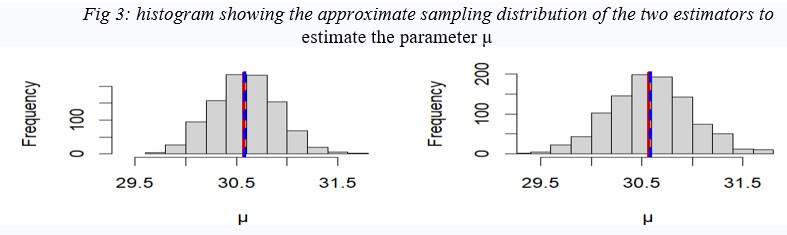 Fig 3: histogram showing the approximate sampling distribution of the two estimators to
estimate the parameter μ
Frequency
0
100
29.5
30.5
31.5
μ
Frequency
0
100
200
29.5
30.5
31.5
μ